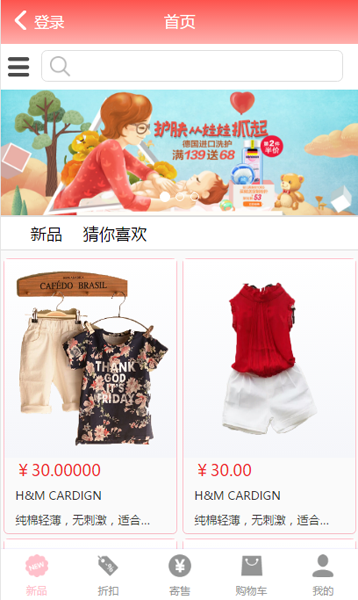 登录 首页
护肤从娃娃抓起
德国进口洗护
满139送68
第2件
半价
新品 猜你喜欢
CAFÉDO BRASIL
THANK
GOD
IT'S
FRIDAY
￥30.00000 ￥30.00
H&M CARDIGN H&M CARDIGN
纯棉轻薄，无刺激，适合... 纯棉轻薄，无刺激，适合...
NEW
新品 折扣 寄售 购物车 我的